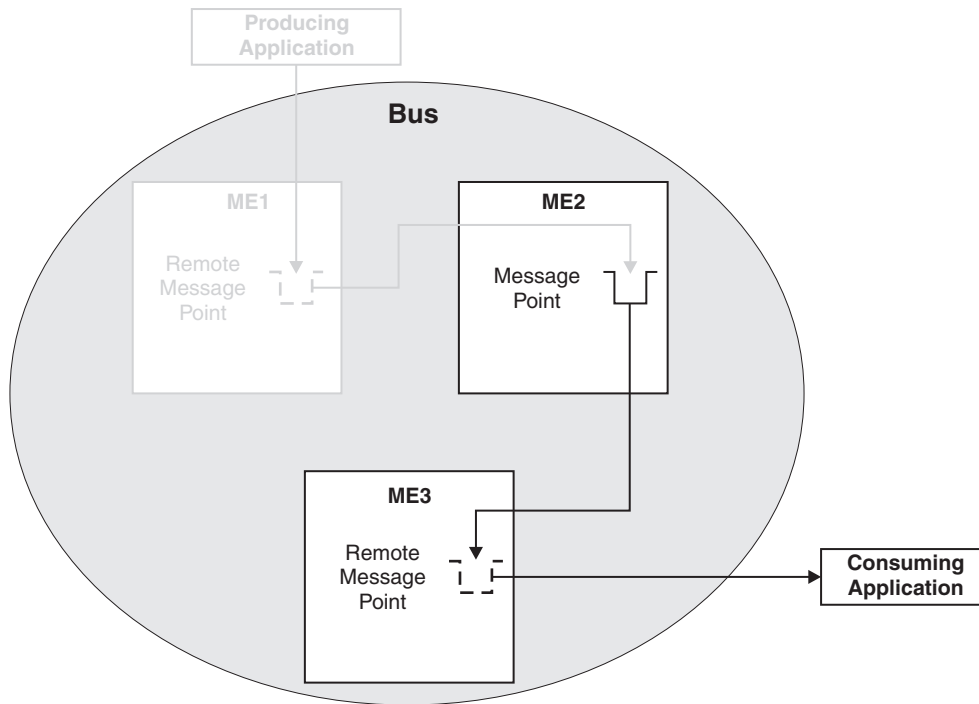 Producing
Application
Bus
ME1
Remote
Message
Point
ME2
Message
Point
ME3
Remote
Message
Point
Consuming
Application